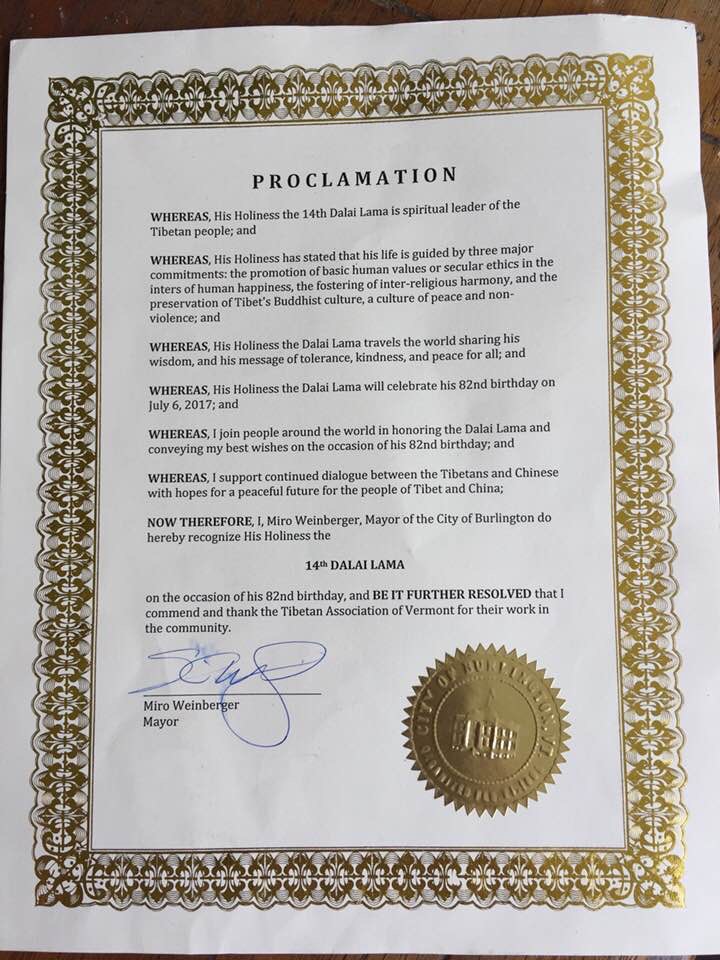 PROCLAMATION
WHEREAS, His Holiness the 14th Dalai Lama is spiritual leader of the
Tibetan people; and
WHEREAS, His Holiness has stated that his life is guided by three major
commitments: the promotion of basic human values or secular ethics in the
inters of human happiness, the fostering of inter-religious harmony, and the
preservation of Tibet's Buddhist culture, a culture of peace and non-
violence; and
WHEREAS, His Holiness the Dalai Lama travels the world sharing his
wisdom, and his message of tolerance, kindness, and peace for all; and
WHEREAS, His Holiness the Dalai Lama will celebrate his 82nd birthday on
July 6, 2017; and
WHEREAS, I join people around the world in honoring the Dalai Lama and
conveying my best wishes on the occasion of his 82nd birthday; and
WHEREAS, I support continued dialogue between the Tibetans and Chinese
with hopes for a peaceful future for the people of Tibet and China;
NOW THEREFORE, I, Miro Weinberger, Mayor of the City of Burlington do
hereby recognize His Holiness the
14th DALAI LAMA
on the occasion of his 82nd birthday, and BE IT FURTHER RESOLVED that I
commend and thank the Tibetan Association of Vermont for their work in
the community.
Miro Weinberger
Mayor
CITY OF BURLINGTON, VT.